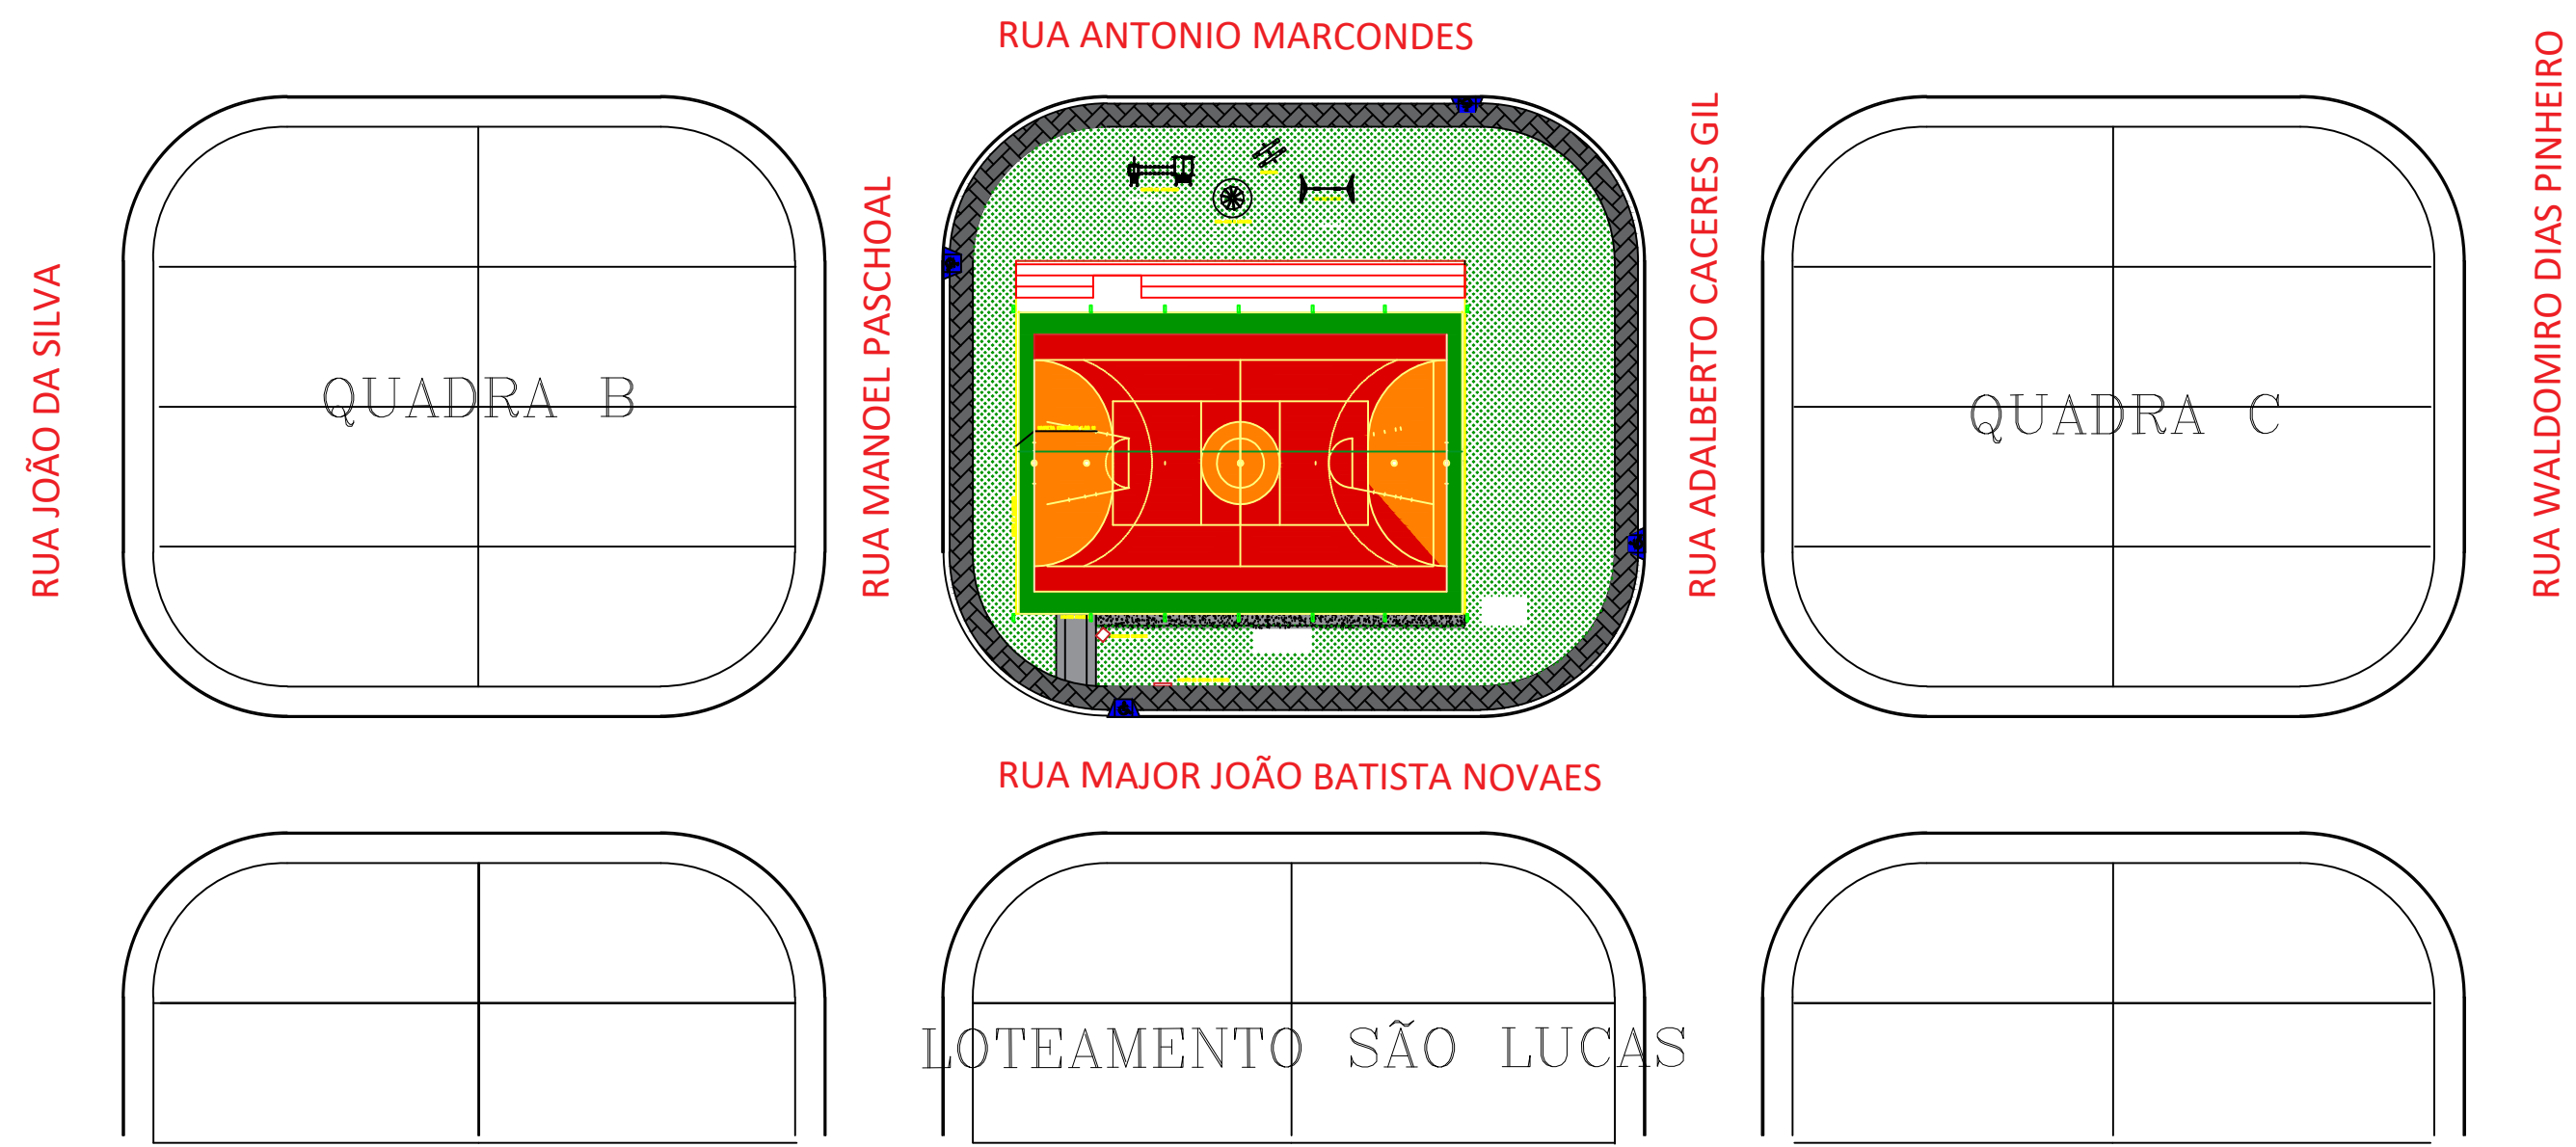 RUA ANTONIO MARCONDES
RUA JOÃO DA SILVA
QUADRA B
RUA MANOEL PASCHOAL
RUA ADALBERTO CACERES GIL
QUADRA C
RUA WALDOMIRO DIAS PINHEIRO
RUA MAJOR JOÃO BATISTA NOVAES
LOTEAMENTO SÃO LUCAS